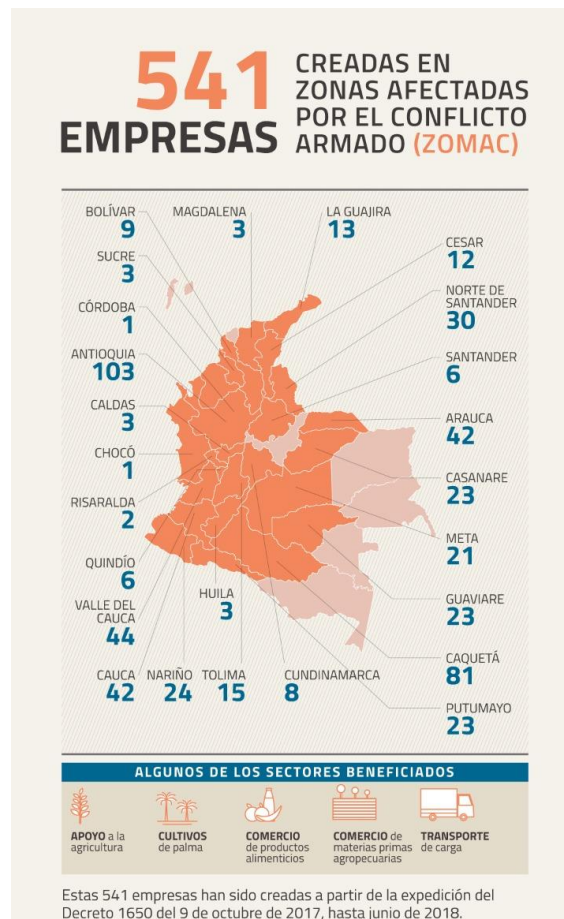 541
EMPRESAS
CREADAS EN
ZONAS AFECTADAS
POR EL CONFLICTO
ARMADO (ZOMAC)
BOLÍVAR
9
MAGDALENA
3
LA GUAJIRA
13
SUCRE
3
CESAR
12
CÓRDOBA
1
NORTE DE
SANTANDER
30
ANTIOQUIA
103
SANTANDER
6
CALDAS
3
ARAUCA
42
CHOCÓ
1
CASANARE
23
RISARALDA
2
META
21
QUINDÍO
6
HUILA
3
GUAVIARE
23
VALLE DEL
CAUCA
44
CAQUETÁ
81
CAUCA
42
NARIÑO
24
TOLIMA
15
CUNDINAMARCA
8
PUTUMAYO
23
ALGUNOS DE LOS SECTORES BENEFICIADOS
APOYO a la
agricultura
CULTIVOS
de palma
COMERCIO
de productos
alimenticios
COMERCIO de
materias primas
agropecuarias
TRANSPORTE
de carga
Estas 541 empresas han sido creadas a partir de la expedición del
Decreto 1650 del 9 de octubre de 2017, hasta junio de 2018.